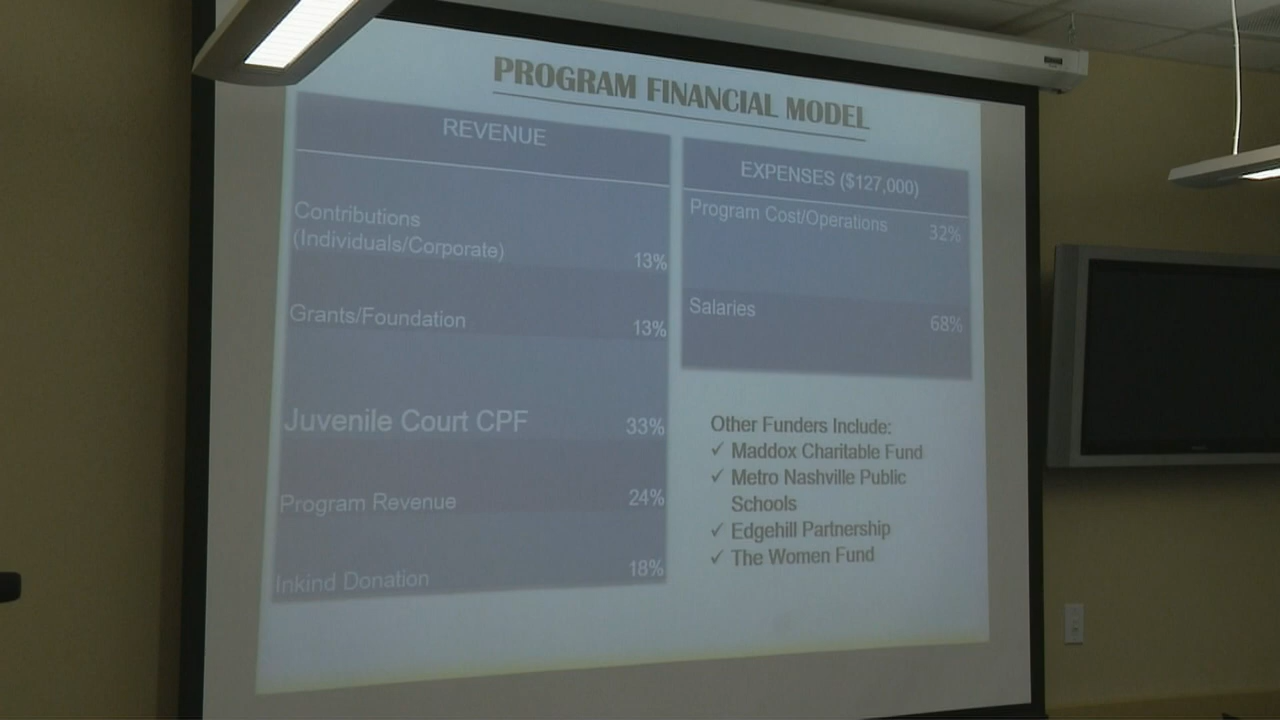 PROGRAM FINANCIAL MODEL
REVENUE
Contributions
(Individuals/Corporate) 13%
Grants/Foundation 13%
Juvenile Court CPF 33%
Program Revenue 24%
Inkind Donation 18%
EXPENSES ($127,000)
Program Cost/Operations 32%
Salaries 68%
Other Funders Include:
✓ Maddox Charitable Fund
✓ Metro Nashville Public
Schools
✓ Edgehill Partnership
✓ The Women Fund